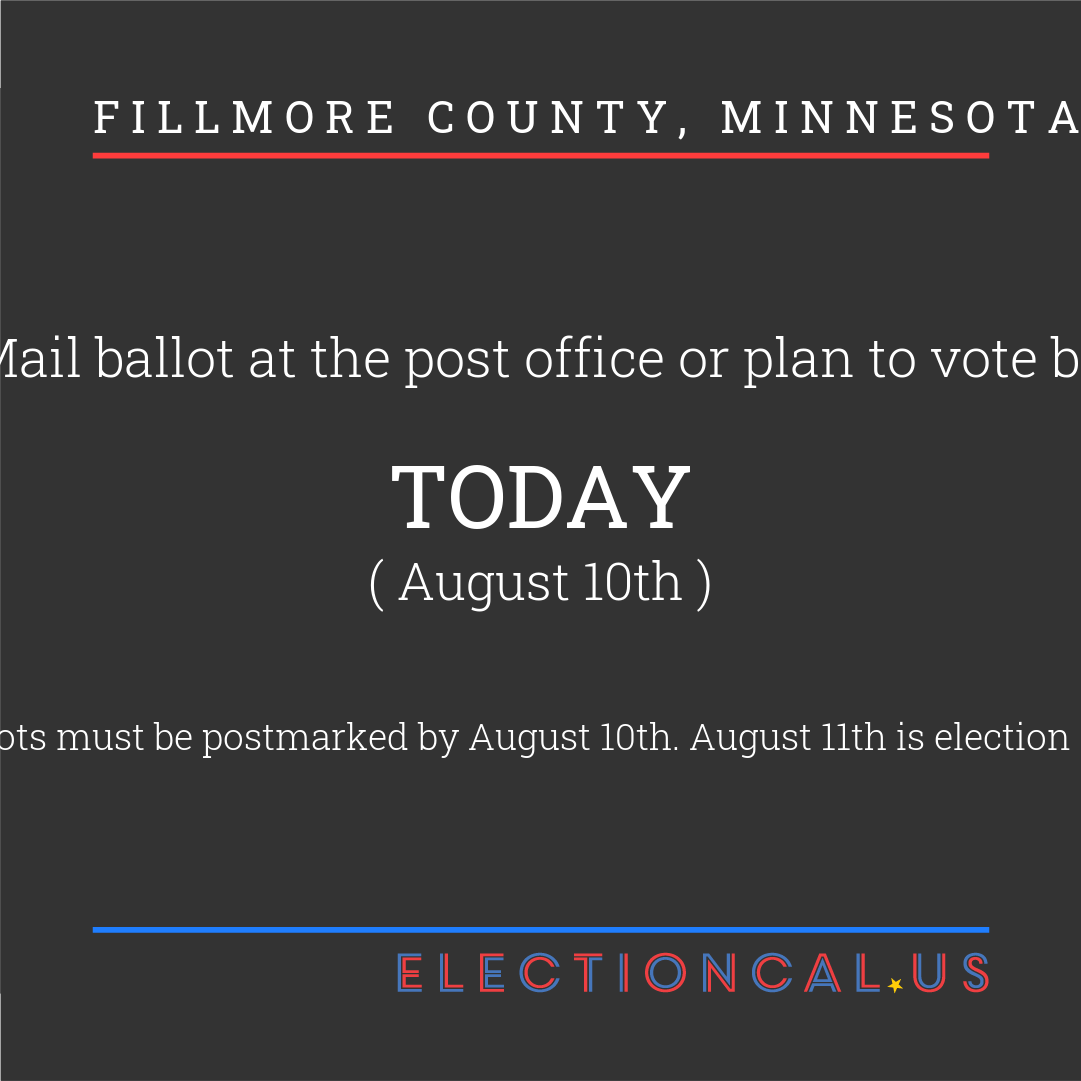 FILLMORE COUNTY, MINNESOTA
Mail ballot at the post office or plan to vote b
TODAY
( August 10th )
ots must be postmarked by August 10th. August 11th is election
ELECTIONCAL.US